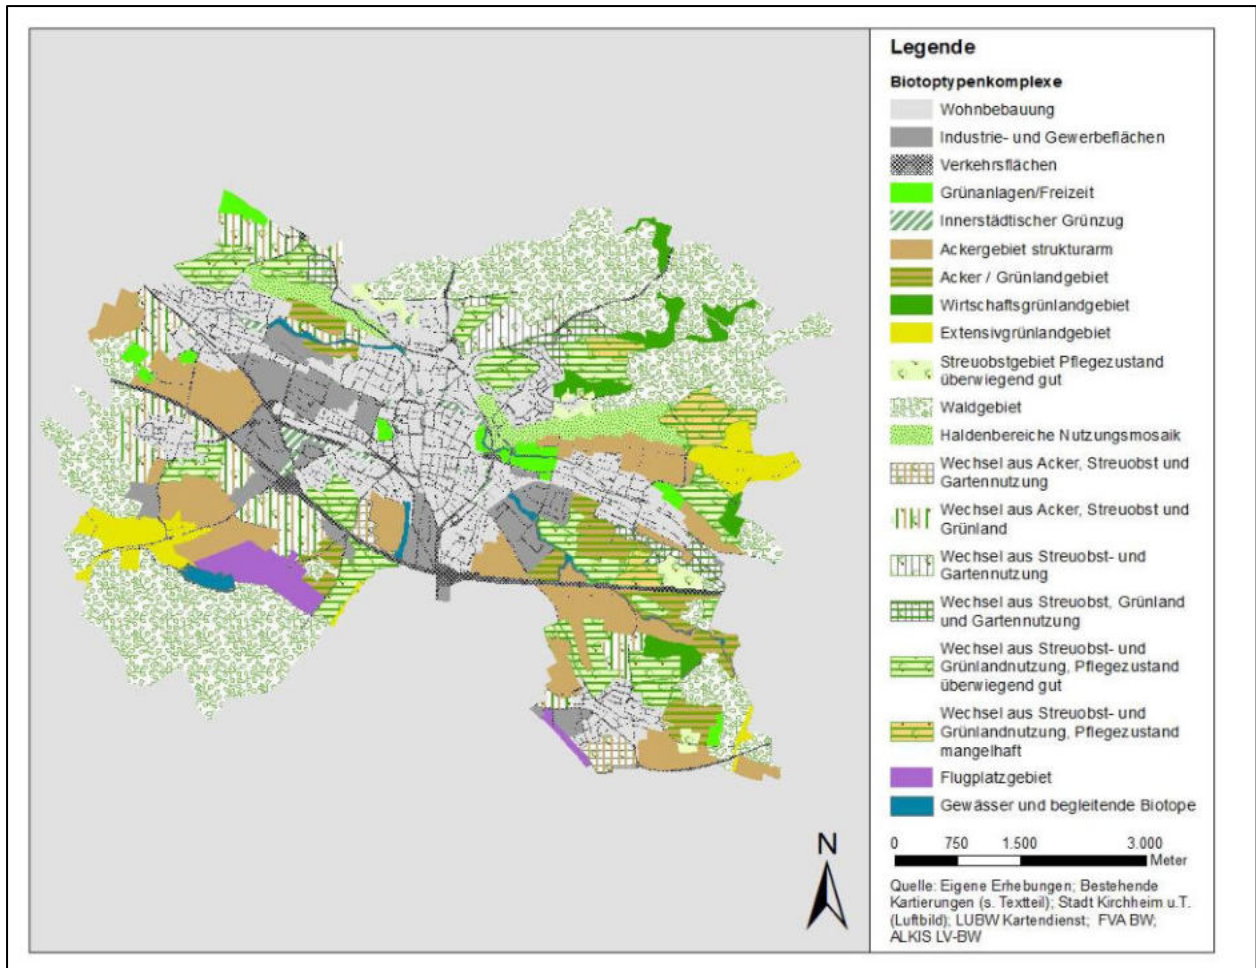 Legende
Biotoptypenkomplexe
Wohnbebauung
Industrie- und Gewerbeflächen
Verkehrsflächen
Grünanlagen/Freizeit
Innerstädtischer Grünzug
Ackergebiet strukturarm
Acker / Grünlandgebiet
Wirtschaftsgrünlandgebiet
Extensivgrünlandgebiet
Streuobstgebiet Pflegezustand
überwiegend gut
Waldgebiet
Haldenbereiche Nutzungsmosaik
Wechsel aus Acker, Streuobst und
Gartennutzung
Wechsel aus Acker, Streuobst und
Grünland
Wechsel aus Streuobst- und
Gartennutzung
Wechsel aus Streuobst, Grünland
und Gartennutzung
Wechsel aus Streuobst- und
Grünlandnutzung, Pflegezustand
überwiegend gut
Wechsel aus Streuobst- und
Grünlandnutzung, Pflegezustand
mangelhaft
Flugplatzgebiet
Gewässer und begleitende Biotope
N
0 750 1.500 3.000
Meter
Quelle: Eigene Erhebungen; Bestehende
Kartierungen (s. Textteil); Stadt Kirchheim u.T.
(Luftbild); LUBW Kartendienst; FVA BW;
ALKIS LV-BW